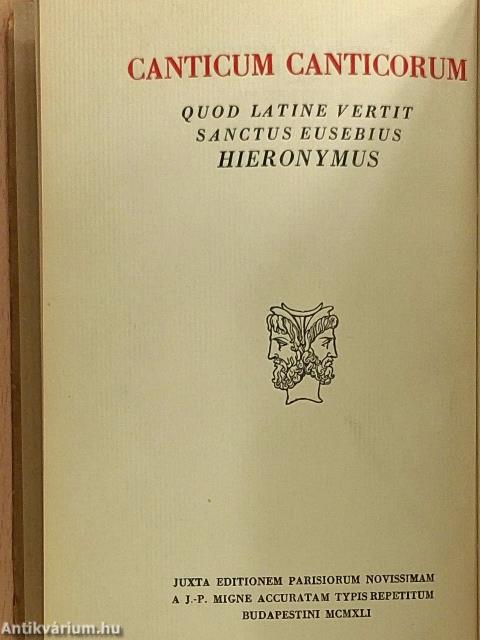 CANTICUM CANTICORUM
QUOD LATINE VERTIT
SANCTUS EUSEBIUS
HIERONYMUS
JUXTA EDITIONEM PARISIORUM NOVISSIMAM
A J.-P. MIGNE ACCURATAM TYPIS REPETITUM
BUDAPESTINI MCMXLI
Antikvárium.hu